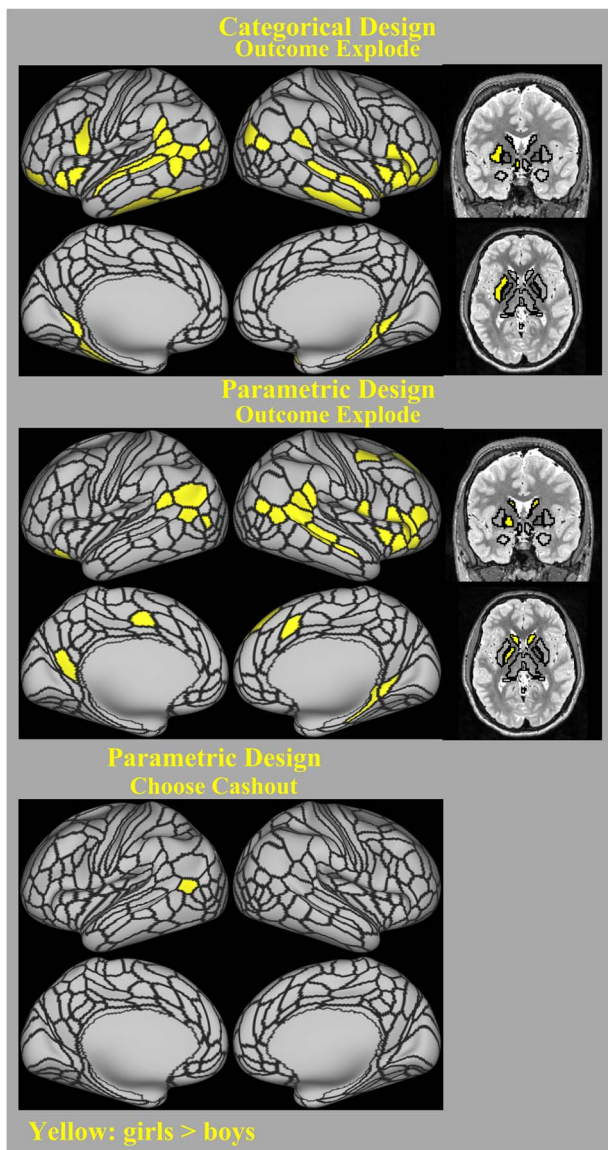 Categorical Design
Outcome Explode
Parametric Design
Outcome Explode
Parametric Design
Choose Cashout
Yellow: girls > boys